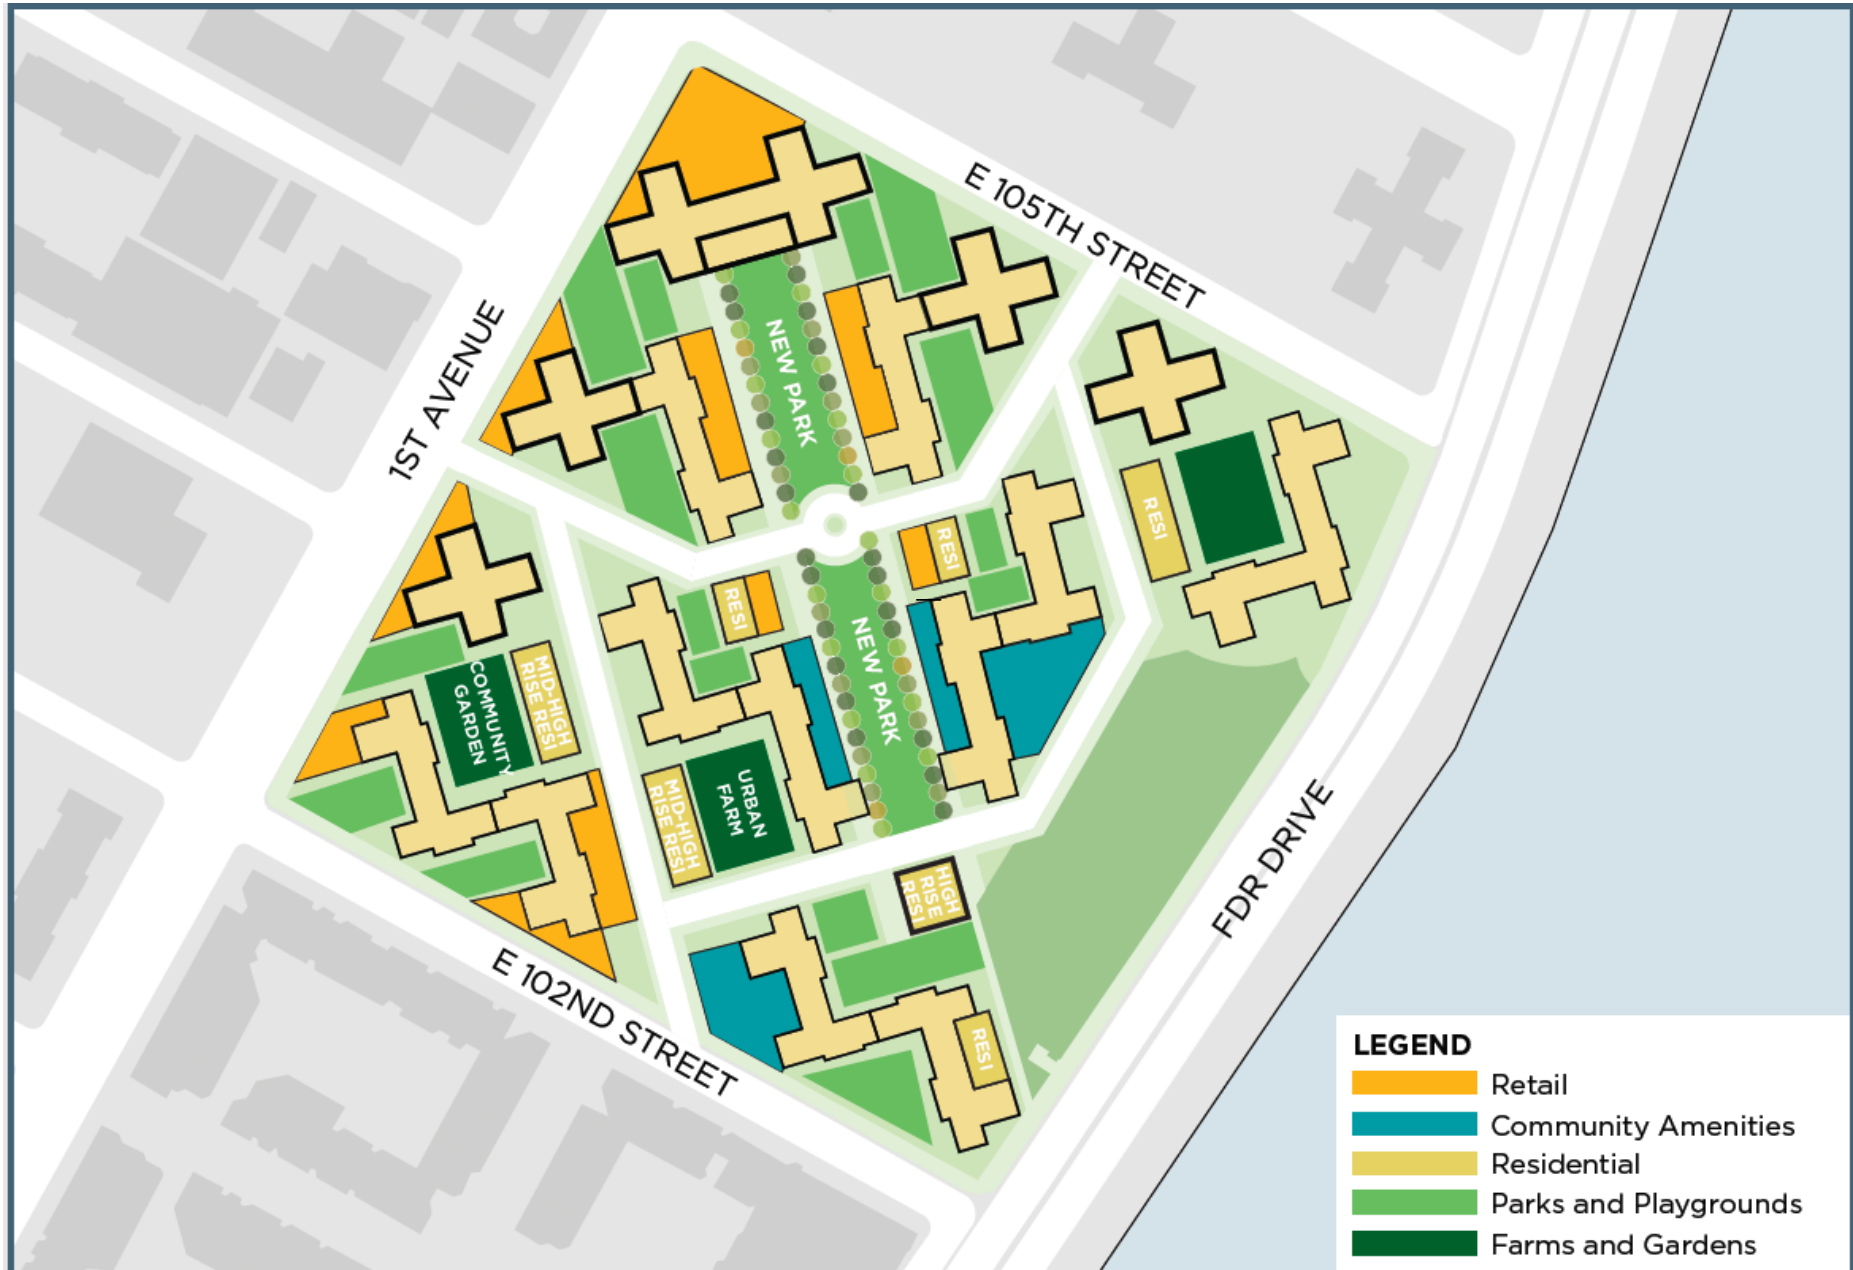 E 105TH STREET
1ST AVENUE
NEW PARK
RESI
RESI
RESI
NEW PARK
COMMUNITY
GARDEN
MID-HIGH
RISE RESI
MID-HIGH
RISE RESI
URBAN
FARM
HIGH
RISE
RESI
RESI
E 102ND STREET
FDR DRIVE
LEGEND
Retail
Community Amenities
Residential
Parks and Playgrounds
Farms and Gardens